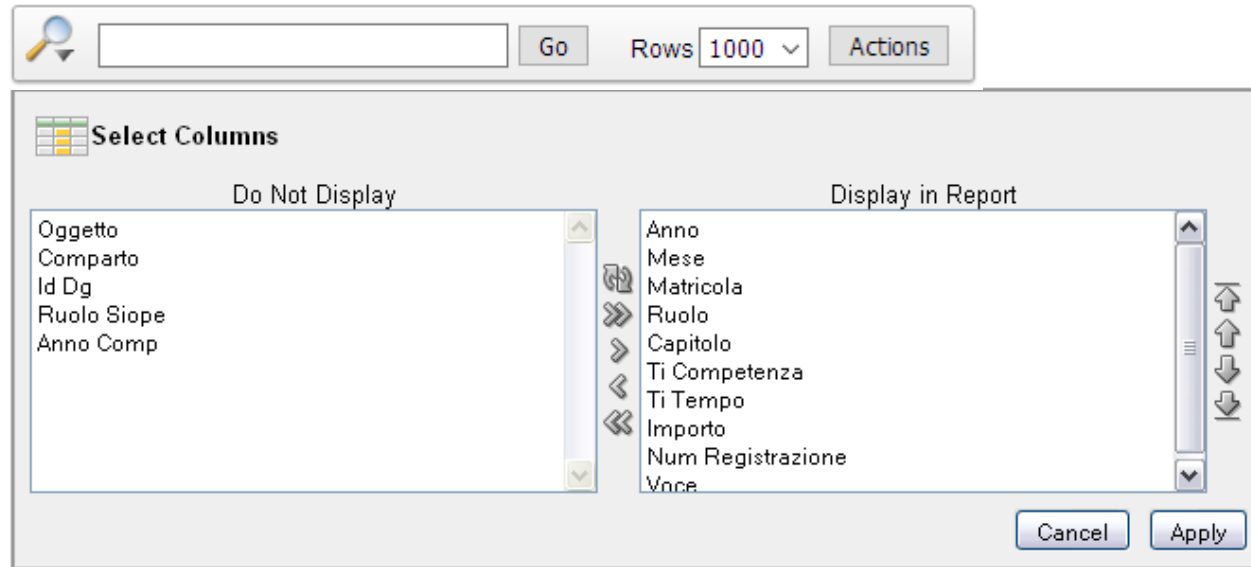 Go Rows 1000 Actions
Select Columns
Do Not Display
Oggetto
Comparto
Id Dg
Ruolo Siope
Anno Comp
Display in Report
Anno
Mese
Matricola
Ruolo
Capitolo
Ti Competenza
Ti Tempo
Importo
Num Registrazione
Voce
Cancel Apply